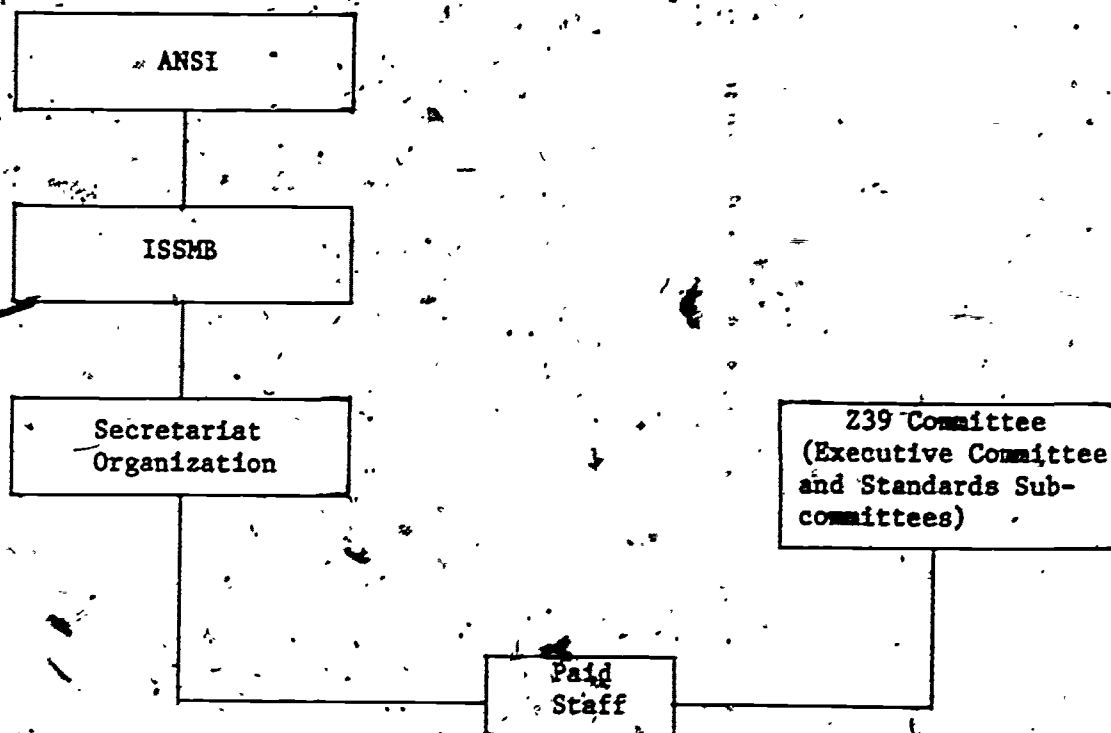 ANSI
ISSMB
Secretariat
Organization
Z39 Committee
(Executive Committee
and Standards Sub-
committees)
Paid
Staff